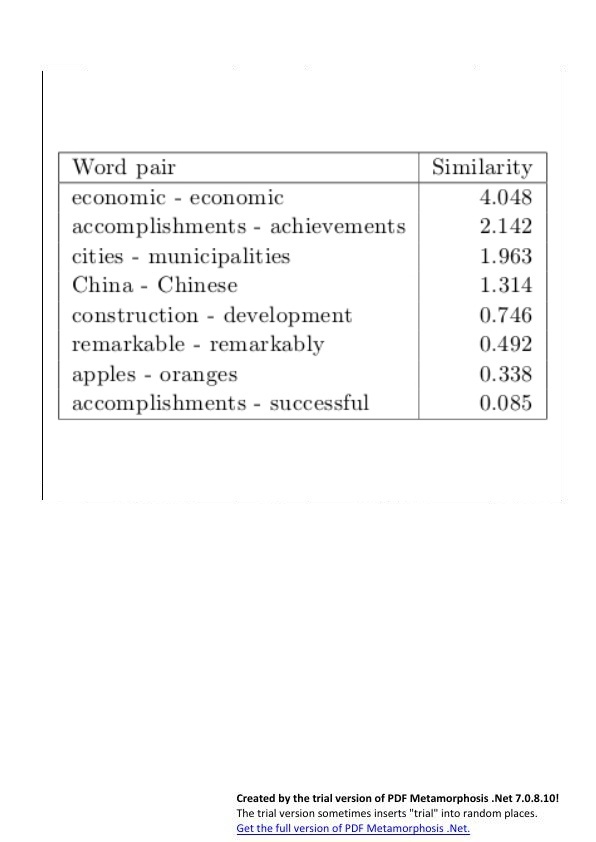 Word pair Similarity
economic - economic 4.048
accomplishments - achievements 2.142
cities - municipalities 1.963
China - Chinese 1.314
construction - development 0.746
remarkable - remarkably 0.492
apples - oranges 0.338
accomplishments - successful 0.085
Created by the trial version of PDF Metamorphosis .Net 7.0.8.10!
The trial version sometimes inserts "trial" into random places.
Get the full version of PDF Metamorphosis .Net.